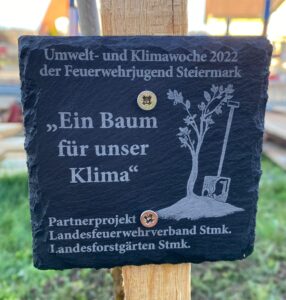 Umwelt- und Klimawoche 2022
der Feuerwehrjugend Steiermark
„Ein Baum
für unser
Klima“
Partnerprojekt
Landesfeuerwehrverband Stmk.
Landesforstgärten Stmk.